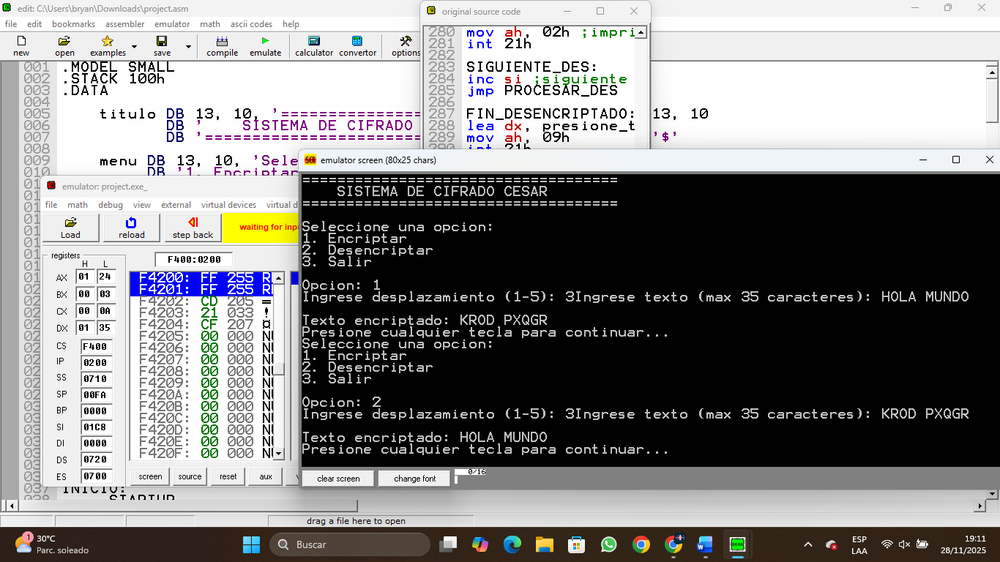 edit: C:\Users\bryan\Downloads\project.asm
file edit bookmarks assembler emulator math ascii codes help
new open examples save compile emulate calculator convertor options
001 .MODEL SMALL
002 .STACK 100h
003 .DATA
004
005 titulo DB 13, 10, '================
006 DB ' SISTEMA DE CIFRADO
007 DB '================ '$'
008
009 menu DB 13, 10, 'Sele
010 DB '1. Encriptar
037 INICIO:
STARTUP
original source code
280 mov ah, 02h ;impri
281 int 21h
282
283 SIGUIENTE_DES:
284 inc si ;siguiente
285 jmp PROCESAR_DES
286
287 FIN_DESENCRIPTADO: 13, 10
288 lea dx, presione_t
289 mov ah, 09h
290 int 21h
emulator: project.exe_
file math debug view external virtual devices virtual d
Load reload step back waiting for inpu
registers
H L
F400:0200
AX 01 24
BX 00 03
CX 00 0A
DX 01 35
CS F400
IP 0200
SS 0710
SP 00FA
BP 0000
SI 01C8
DI 0000
DS 0720
ES 0700
F4200: FF 255 R
F4201: FF 255 R
F4202: CD 205 =
F4203: 21 033 !
F4204: CF 207 ¤
F4205: 00 000 NU
F4206: 00 000 NU
F4207: 00 000 NU
F4208: 00 000 NU
F4209: 00 000 NU
F420A: 00 000 NU
F420B: 00 000 NU
F420C: 00 000 NU
F420D: 00 000 NU
F420E: 00 000 NU
F420F: 00 000 NU
screen source reset aux
emulator screen (80x25 chars)
====================================
SISTEMA DE CIFRADO CESAR
====================================
Seleccione una opcion:
1. Encriptar
2. Desencriptar
3. Salir
Opcion: 1
Ingrese desplazamiento (1-5): 3Ingrese texto (max 35 caracteres): HOLA MUNDO
Texto encriptado: KROD PXQGR
Presione cualquier tecla para continuar...
Seleccione una opcion:
1. Encriptar
2. Desencriptar
3. Salir
Opcion: 2
Ingrese desplazamiento (1-5): 3Ingrese texto (max 35 caracteres): KROD PXQGR
Texto encriptado: HOLA MUNDO
Presione cualquier tecla para continuar...
clear screen change font 0/16
drag a file here to open
1
30°C
Parc. soleado
Buscar
ESP
LAA
19:11
28/11/2025